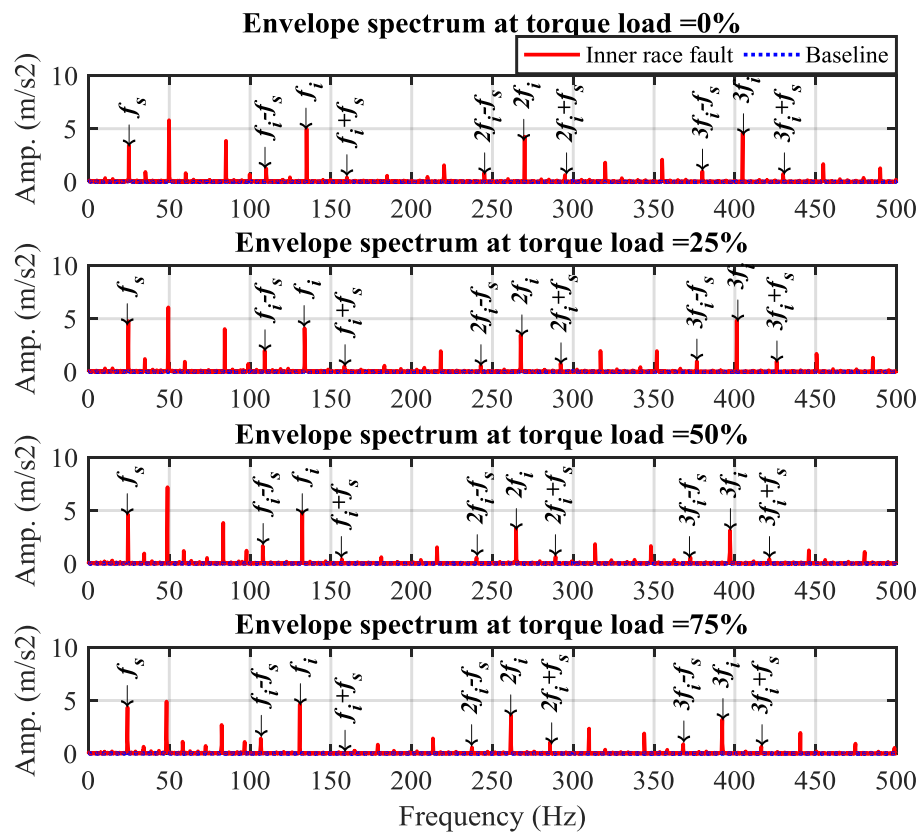 Envelope spectrum at torque load =0%
Inner race fault Baseline
Amp. (m/s2)
10
5
0
f_s
f_i-f_s
f_i
f_i+f_s
2f_i-f_s
2f_i
2f_i+f_s
3f_i-f_s
3f_i
3f_i+f_s
0 50 100 150 200 250 300 350 400 450 500
Envelope spectrum at torque load =25%
Amp. (m/s2)
10
5
0
f_s
f_i-f_s
f_i
f_i+f_s
2f_i-f_s
2f_i
2f_i+f_s
3f_i-f_s
3f_i
3f_i+f_s
0 50 100 150 200 250 300 350 400 450 500
Envelope spectrum at torque load =50%
Amp. (m/s2)
10
5
0
f_s
f_i-f_s
f_i
f_i+f_s
2f_i-f_s
2f_i
2f_i+f_s
3f_i-f_s
3f_i
3f_i+f_s
0 50 100 150 200 250 300 350 400 450 500
Envelope spectrum at torque load =75%
Amp. (m/s2)
10
5
0
f_s
f_i-f_s
f_i
f_i+f_s
2f_i-f_s
2f_i
2f_i+f_s
3f_i-f_s
3f_i
3f_i+f_s
0 50 100 150 200 250 300 350 400 450 500
Frequency (Hz)